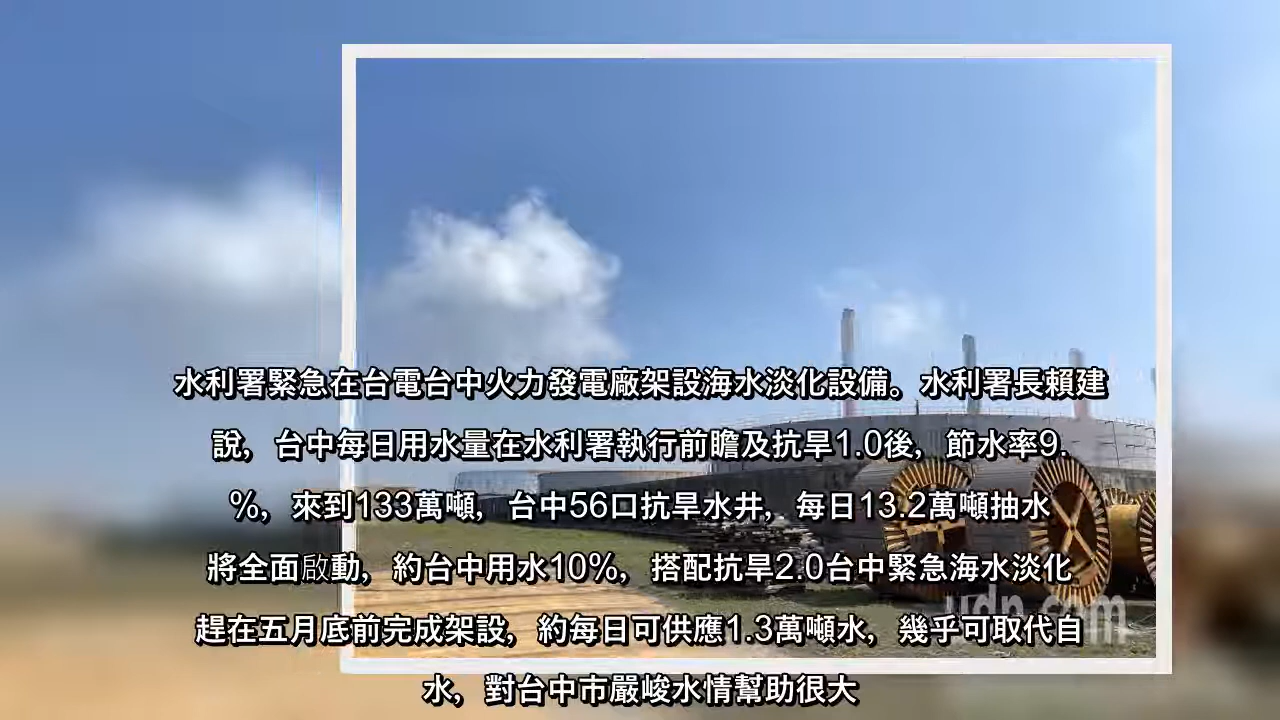 水利署緊急在台電台中火力發電廠架設海水淡化設備。水利署長賴建
說，台中每日用水量在水利署執行前瞻及抗旱1.0後，節水率9.
%，來到133萬噸，台中56口抗旱水井，每日13.2萬噸抽水
將全面啟動，約台中用水10%，搭配抗旱2.0台中緊急海水淡化
趕在五月底前完成架設，約每日可供應1.3萬噸水，幾乎可取代自
水，對台中市嚴峻水情幫助很大
udn.com